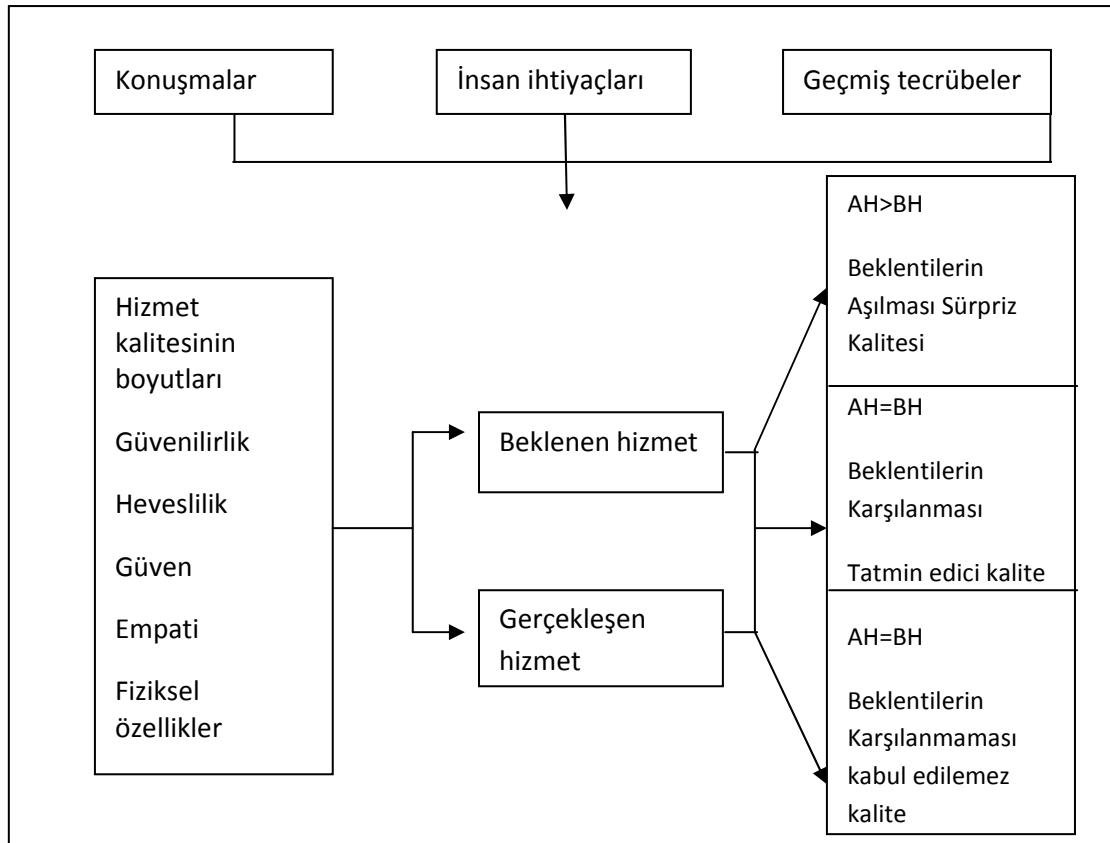 Konuşmalar
İnsan ihtiyaçları
Geçmiş tecrübeler
Hizmet
kalitesinin
boyutları
Güvenilirlik
Heveslilik
Güven
Empati
Fiziksel
özellikler
Beklenen hizmet
Gerçekleşen
hizmet
AH>BH
Beklentilerin
Aşılması Sürpriz
Kalitesi
AH=BH
Beklentilerin
Karşılanması
Tatmin edici kalite
AH=BH
Beklentilerin
Karşılanmaması
kabul edilemez
kalite